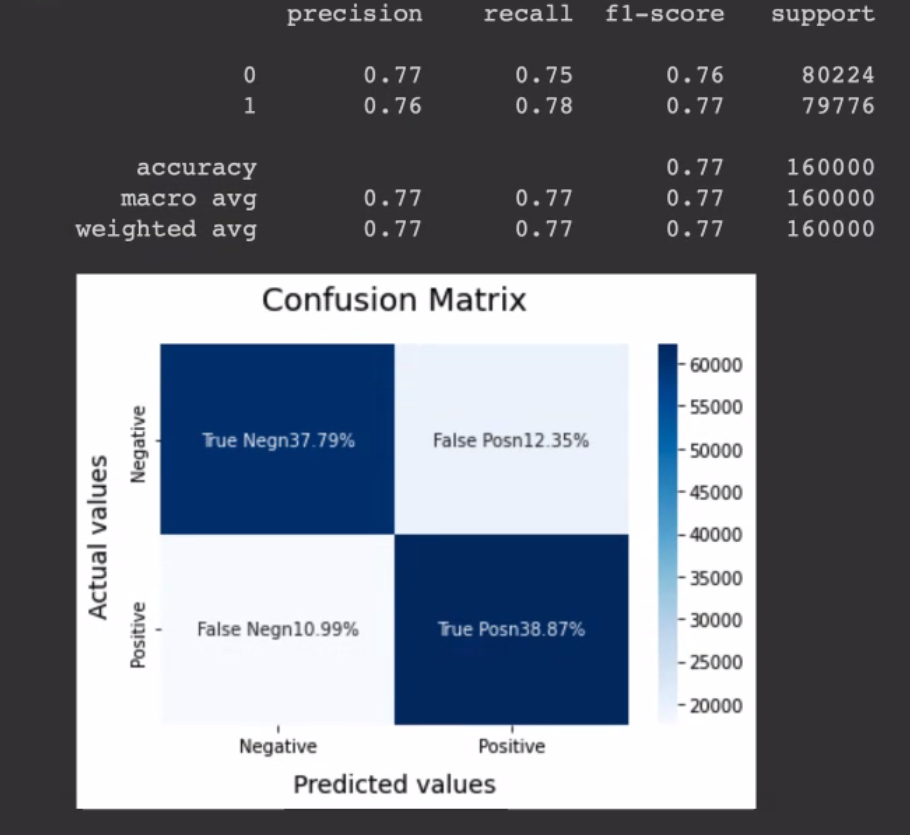 precision recall f1-score support
0 0.77 0.75 0.76 80224
1 0.76 0.78 0.77 79776
accuracy 0.77 160000
macro avg 0.77 0.77 0.77 160000
weighted avg 0.77 0.77 0.77 160000
Confusion Matrix
Actual values
Negative
Positive
True Negn37.79%
False Posn12.35%
False Negn10.99%
True Posn38.87%
60000
55000
50000
45000
40000
35000
30000
25000
20000
Negative
Positive
Predicted values